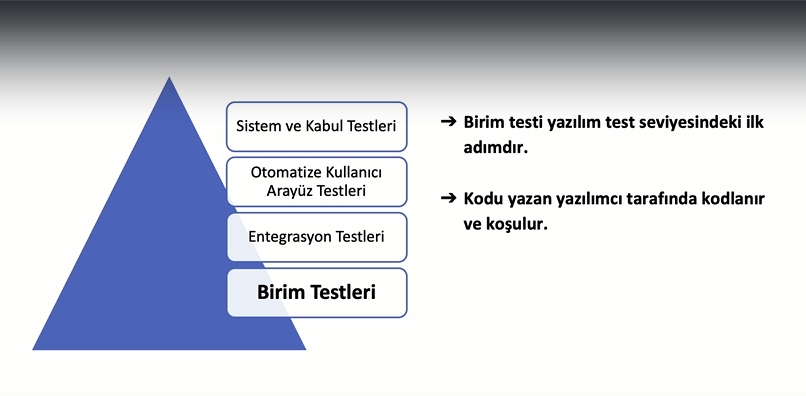 Sistem ve Kabul Testleri
Otomatize Kullanıcı
Arayüz Testleri
Entegrasyon Testleri
Birim Testleri
➔ Birim testi yazılım test seviyesindeki ilk
adımdır.
➔ Kodu yazan yazılımcı tarafında kodlanır
ve koşulur.